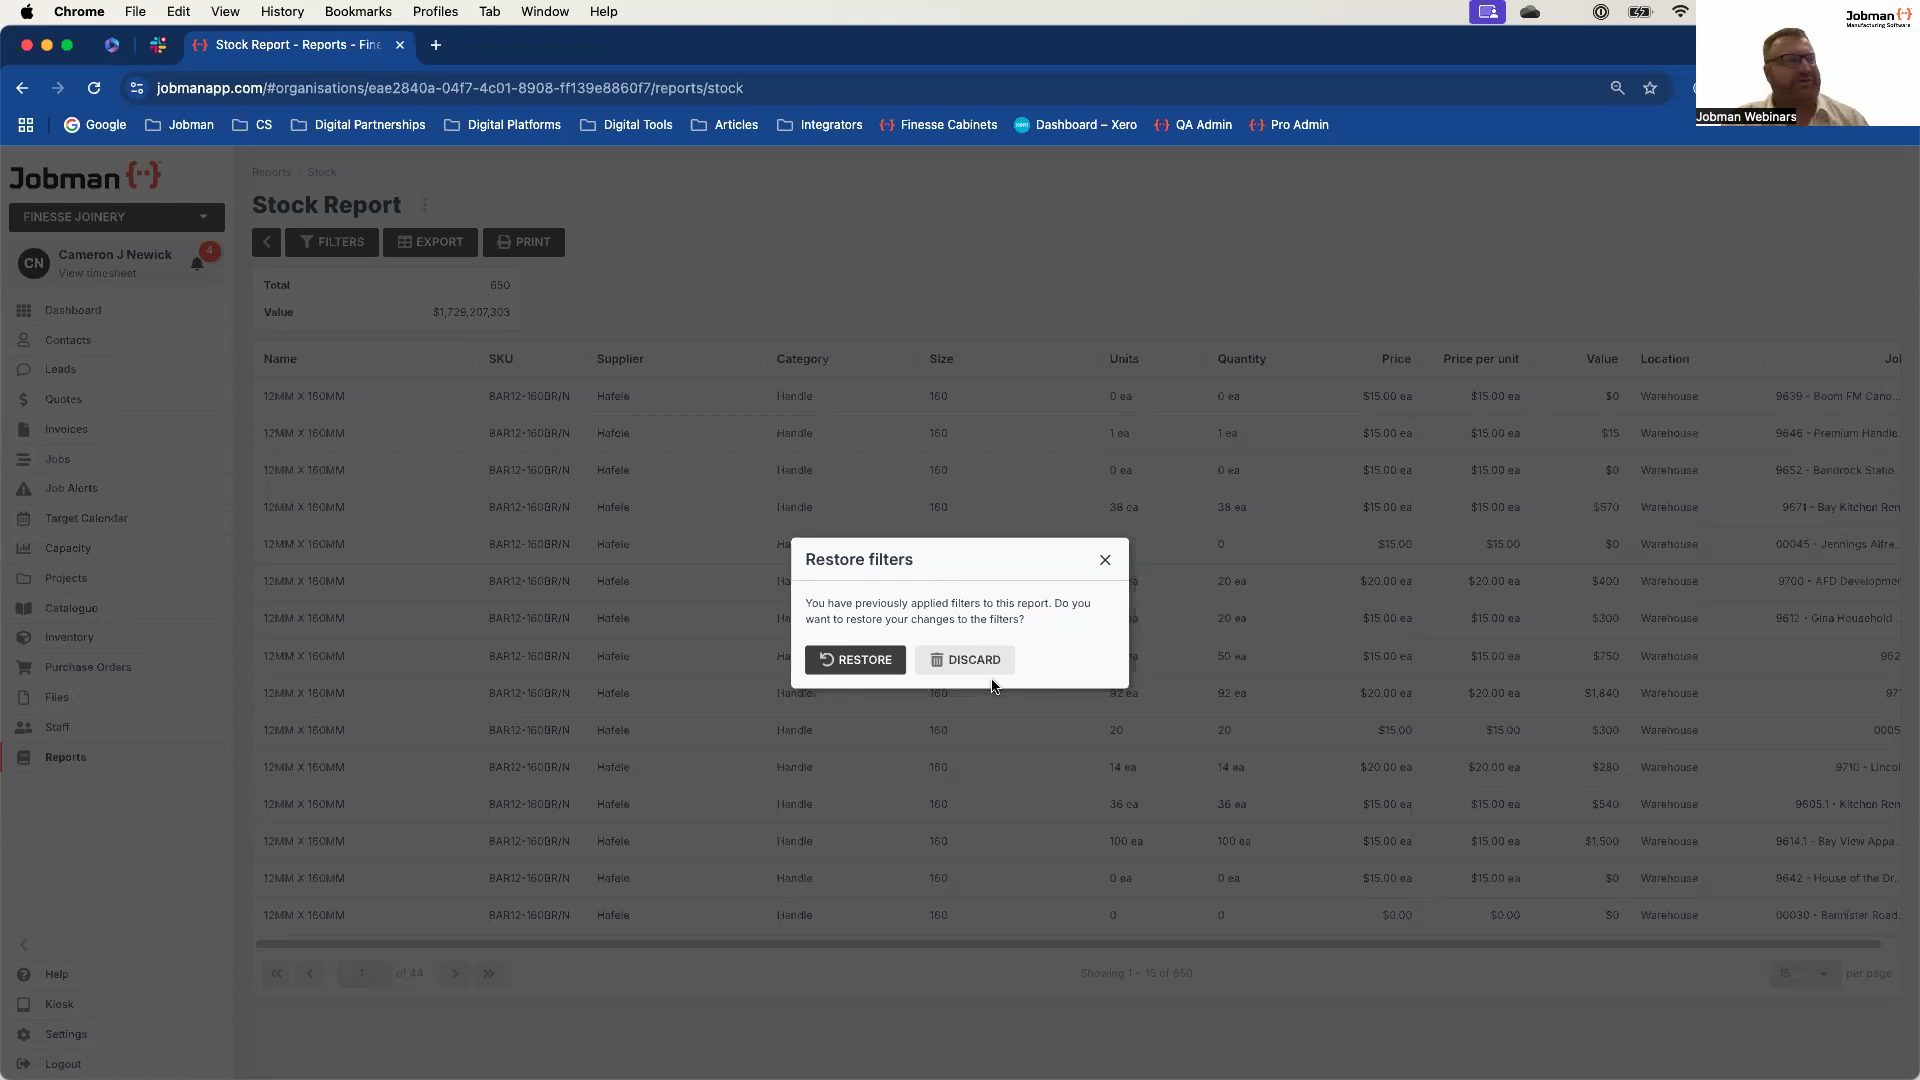 Chrome File Edit View History Bookmarks Profiles Tab Window Help
Stock Report - Reports - Fine
jobmanapp.com/#organisations/eae2840a-04f7-4c01-8908-ff139e8860f7/reports/stock
Google Jobman CS Digital Partnerships Digital Platforms Digital Tools Articles Integrators Finesse Cabinets Dashboard – Xero QA Admin Pro Admin
Jobman
Manufacturing Software
Jobman Webinars
Jobman
FINESSE JOINERY
CN
Cameron J Newick
View timesheet
4
Dashboard
Contacts
Leads
Quotes
Invoices
Jobs
Job Alerts
Target Calendar
Capacity
Projects
Catalogue
Inventory
Purchase Orders
Files
Staff
Reports
Help
Kiosk
Settings
Logout
Reports Stock
Stock Report
FILTERS EXPORT PRINT
Total 650
Value $1,729,207,303
Name SKU Supplier Category Size Units Quantity Price Price per unit Value Location
12MM X 160MM BAR12-160BR/N Hafele Handle 160 0 ea 0 ea $15.00 ea $15.00 ea $0 Warehouse 9639 - Boom FM Cano...
12MM X 160MM BAR12-160BR/N Hafele Handle 160 1 ea 1 ea $15.00 ea $15.00 ea $15 Warehouse 9646 - Premium Handle...
12MM X 160MM BAR12-160BR/N Hafele Handle 160 0 ea 0 ea $15.00 ea $15.00 ea $0 Warehouse 9652 - Bandrock Statio...
12MM X 160MM BAR12-160BR/N Hafele Handle 160 38 ea 38 ea $15.00 ea $15.00 ea $570 Warehouse 9671 - Bay Kitchen Ren
12MM X 160MM BAR12-160BR/N Hafele 0 $15.00 $15.00 $0 Warehouse 00045 - Jennings Alfre...
12MM X 160MM BAR12-160BR/N Hafele 20 ea $20.00 ea $20.00 ea $400 Warehouse 9700 - AFD Developmer
12MM X 160MM BAR12-160BR/N Hafele 20 ea $15.00 ea $15.00 ea $300 Warehouse 9612 - Gina Household
12MM X 160MM BAR12-160BR/N Hafele 50 ea $15.00 ea $15.00 ea $750 Warehouse 962
12MM X 160MM BAR12-160BR/N Hafele Handle 160 92 ea 92 ea $20.00 ea $20.00 ea $1,840 Warehouse
12MM X 160MM BAR12-160BR/N Hafele Handle 160 20 20 $15.00 $15.00 $300 Warehouse 0005
12MM X 160MM BAR12-160BR/N Hafele Handle 160 14 ea 14 ea $20.00 ea $20.00 ea $280 Warehouse 9710 - Lincol
12MM X 160MM BAR12-160BR/N Hafele Handle 160 36 ea 36 ea $15.00 ea $15.00 ea $540 Warehouse 9605.1 - Kitchen Ren
12MM X 160MM BAR12-160BR/N Hafele Handle 160 100 ea 100 ea $15.00 ea $15.00 ea $1,500 Warehouse 9614.1 - Bay View Appa...
12MM X 160MM BAR12-160BR/N Hafele Handle 160 0 ea 0 ea $15.00 ea $15.00 ea $0 Warehouse 9642 - House of the Dr...
12MM X 160MM BAR12-160BR/N Hafele Handle 160 0 0 $0.00 $0.00 $0 Warehouse 00030 - Bannister Road...
1 of 44 Showing 1 – 15 of 650 15 per page
Restore filters
You have previously applied filters to this report. Do you
want to restore your changes to the filters?
RESTORE DISCARD